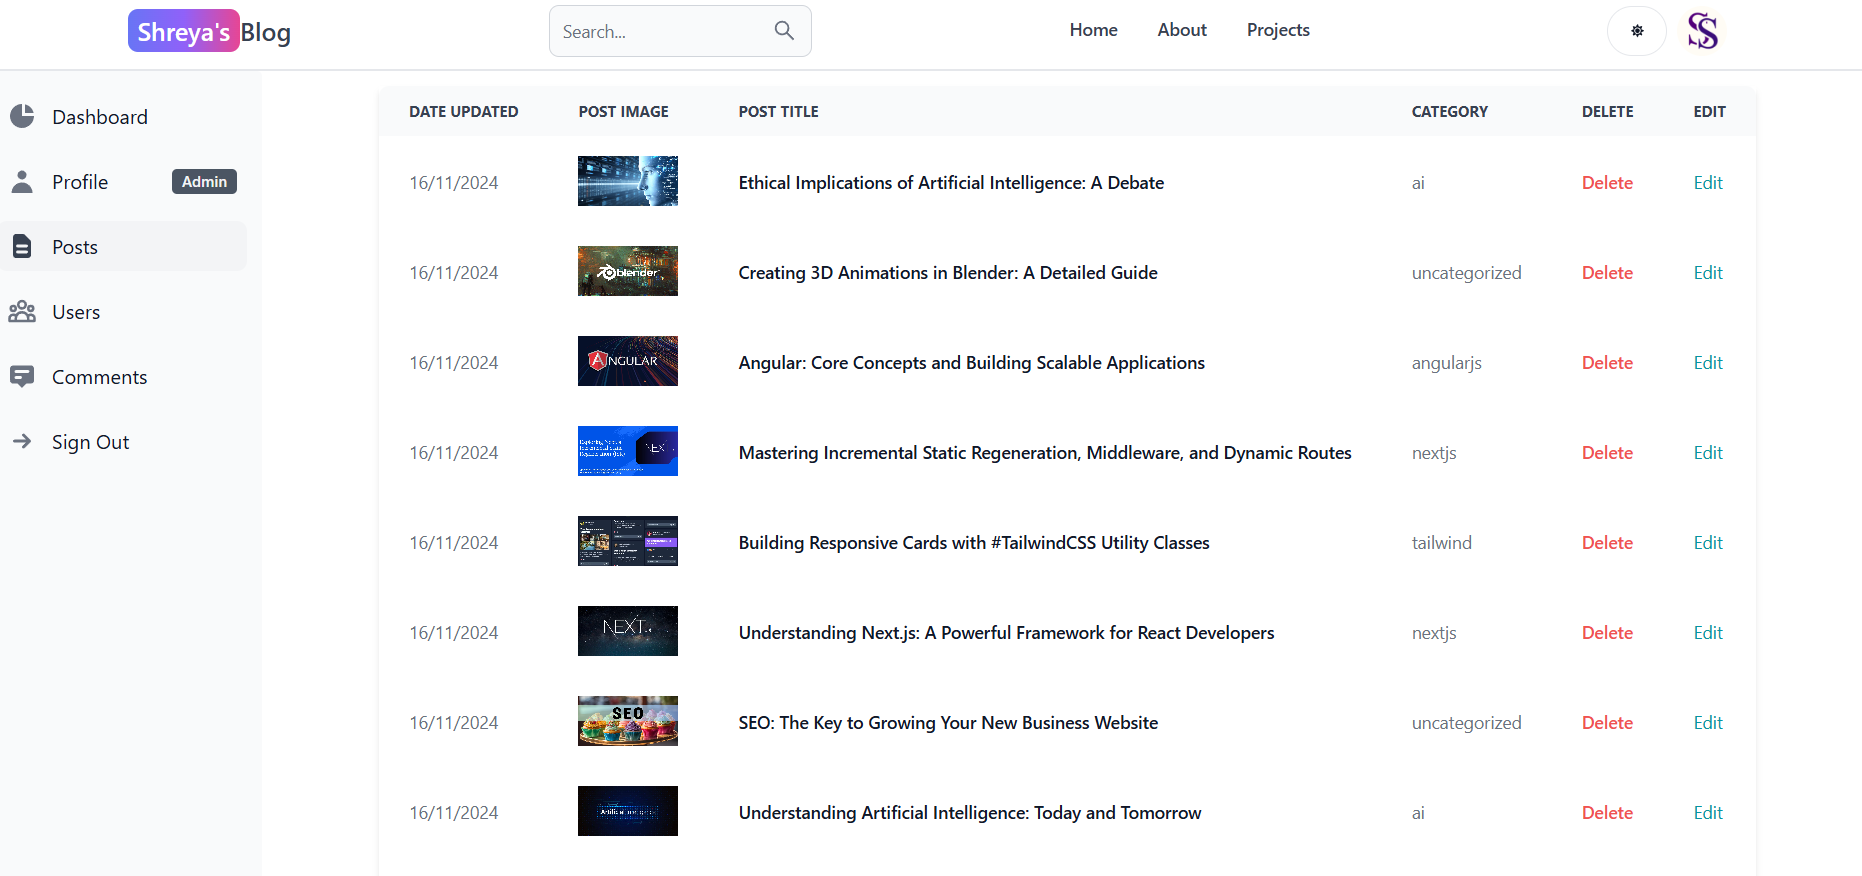 Shreya's Blog
Search...
Home About Projects
Dashboard
Profile Admin
Posts
Users
Comments
Sign Out
DATE UPDATED POST IMAGE POST TITLE CATEGORY DELETE EDIT
16/11/2024 Ethical Implications of Artificial Intelligence: A Debate ai Delete Edit
16/11/2024 blender Creating 3D Animations in Blender: A Detailed Guide uncategorized Delete Edit
16/11/2024 ANGULAR Angular: Core Concepts and Building Scalable Applications angularjs Delete Edit
16/11/2024 Mastering Incremental Static Regeneration, Middleware, and Dynamic Routes nextjs Delete Edit
16/11/2024 Building Responsive Cards with #TailwindCSS Utility Classes tailwind Delete Edit
16/11/2024 NEXT Understanding Next.js: A Powerful Framework for React Developers nextjs Delete Edit
16/11/2024 SEO SEO: The Key to Growing Your New Business Website uncategorized Delete Edit
16/11/2024 Understanding Artificial Intelligence: Today and Tomorrow ai Delete Edit